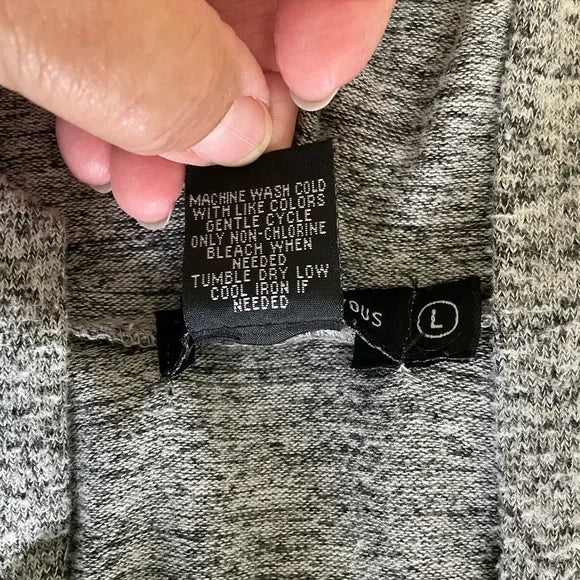 MACHINE WASH COLD
WITH LIKE COLORS
GENTLE CYCLE
ONLY NON-CHLORINE
BLEACH WHEN
NEEDED
TUMBLE DRY LOW
COOL IRON IF
NEEDED
L